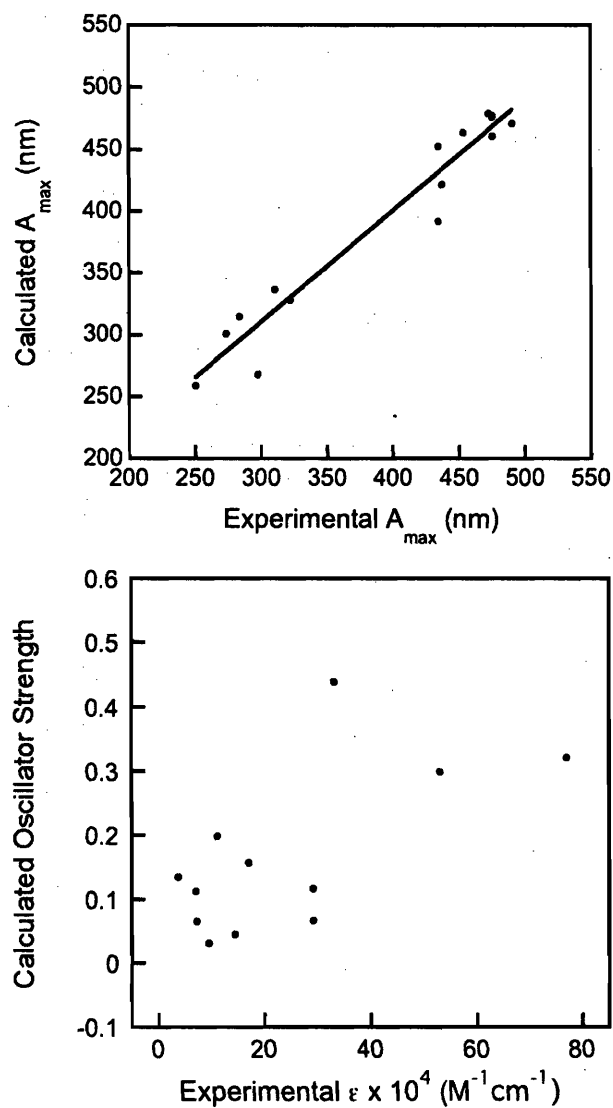 550
500
450
400
350
300
250
200
Calculated A_max (nm)
200 250 300 350 400 450 500 550
Experimental A_max (nm)
0.6
0.5
0.4
0.3
0.2
0.1
0
-0.1
Calculated Oscillator Strength
0 20 40 60 80
Experimental ε x 10⁴ (M⁻¹cm⁻¹)